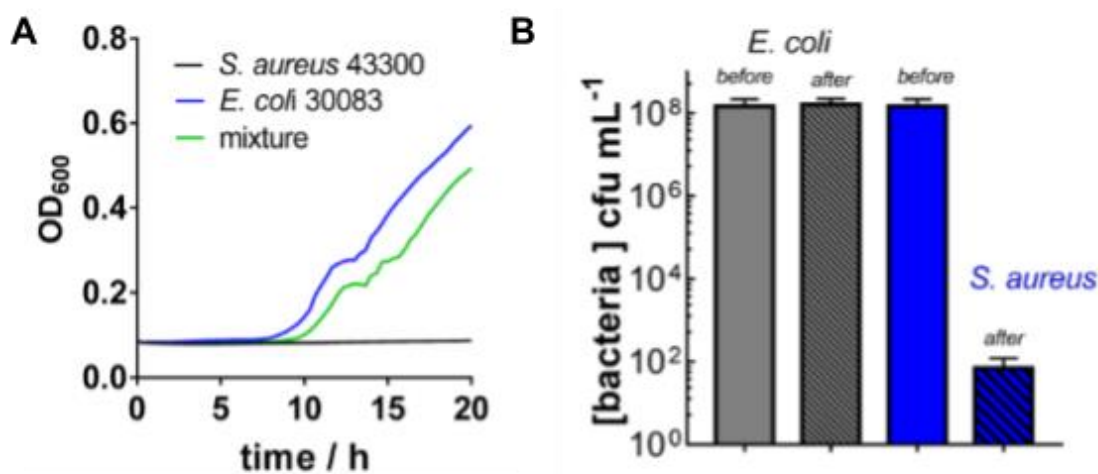 A
0.8
0.6
0.4
0.2
0.0
OD600
S. aureus 43300
E. coli 30083
mixture
0 5 10 15 20
time / h
B
E. coli
before after before
[bacteria ] cfu mL-1
10^8
10^6
10^4
10^2
10^0
S. aureus
after